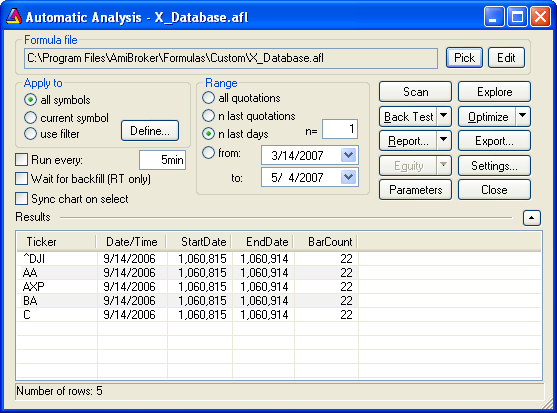 Automatic Analysis - X_Database.afl
Formula file
C:\Program Files\AmiBroker\Formulas\Custom\X_Database.afl Pick Edit
Apply to Range
all symbols all quotations Scan Explore
current symbol n last quotations Back Test Optimize
use filter Define... n last days n= 1 Report... Export...
Run every: 5min from: 3/14/2007 Equity Settings...
Wait for backfill (RT only) to: 5/ 4/2007 Parameters Close
Sync chart on select
Results
Ticker Date/Time StartDate EndDate BarCount
^DJI 9/14/2006 1,060,815 1,060,914 22
AA 9/14/2006 1,060,815 1,060,914 22
AXP 9/14/2006 1,060,815 1,060,914 22
BA 9/14/2006 1,060,815 1,060,914 22
C 9/14/2006 1,060,815 1,060,914 22
Number of rows: 5